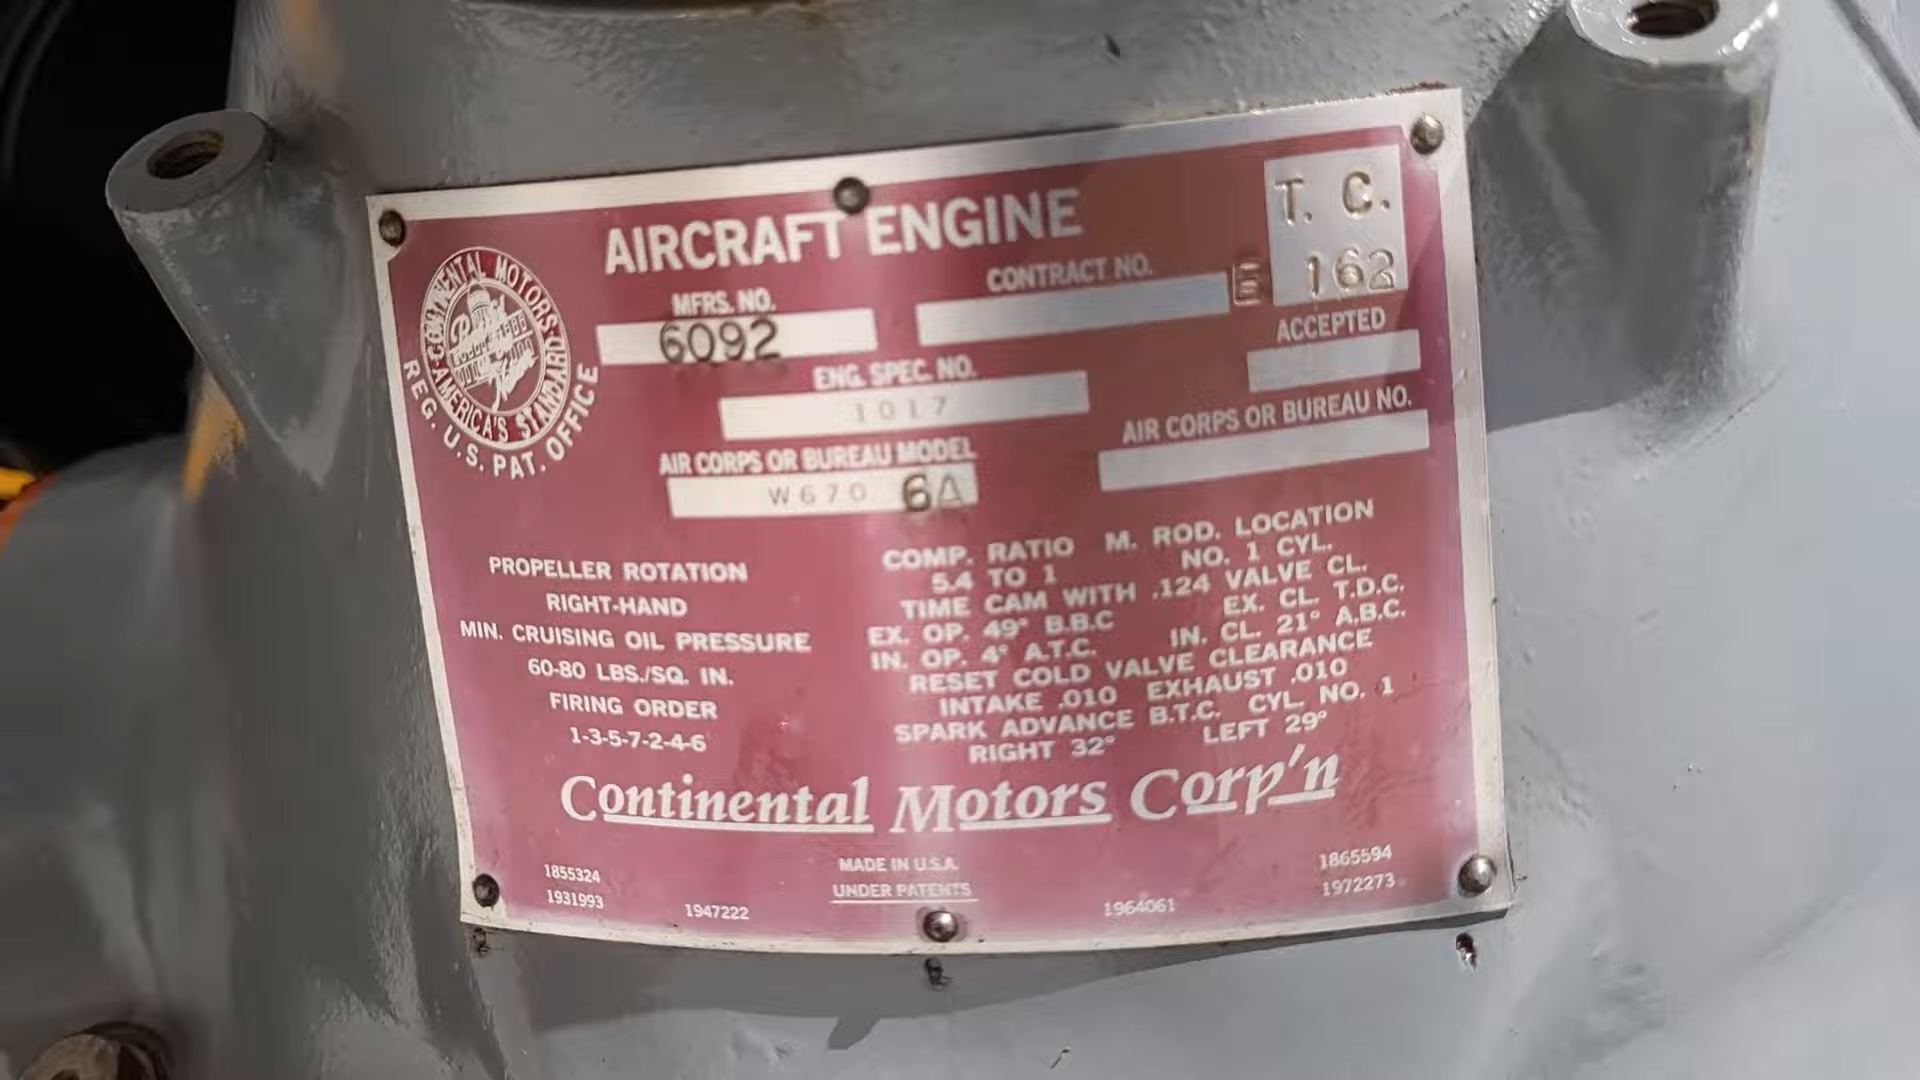 AIRCRAFT ENGINE
T. C.
E 162
MFRS. NO.
6092
CONTRACT NO.
ACCEPTED
ENG. SPEC. NO.
1017
AIR CORPS OR BUREAU NO.
AIR CORPS OR BUREAU MODEL
W670 6A
CONTINENTAL MOTORS
AMERICA'S STANDARD
REG. U.S. PAT. OFFICE
PROPELLER ROTATION
RIGHT-HAND
MIN. CRUISING OIL PRESSURE
60-80 LBS./SQ. IN.
FIRING ORDER
1-3-5-7-2-4-6
COMP. RATIO M. ROD. LOCATION
5.4 TO 1 NO. 1 CYL.
TIME CAM WITH .124 VALVE CL.
EX. OP. 49° B.B.C EX. CL. T.D.C.
IN. OP. 4° A.T.C. IN. CL. 21° A.B.C.
RESET COLD VALVE CLEARANCE
INTAKE .010 EXHAUST .010
SPARK ADVANCE B.T.C. CYL. NO. 1
RIGHT 32° LEFT 29°
Continental Motors Corp'n
MADE IN U.S.A.
UNDER PATENTS
1855324
1931993
1947222
1964061
1865594
1972273